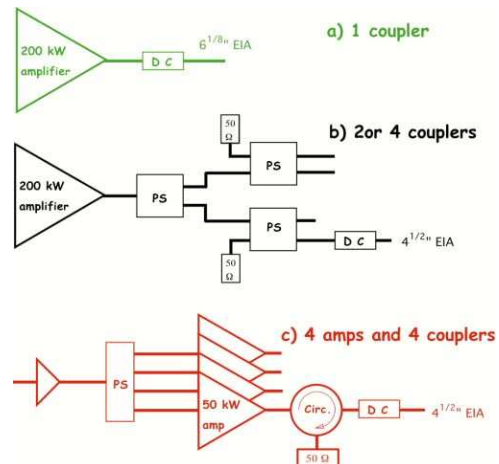 a) 1 coupler
6 1/8" EIA
200 kW
amplifier
D C
b) 2or 4 couplers
50
Ω
PS
200 kW
amplifier
PS
PS
D C
4 1/2" EIA
50
Ω
c) 4 amps and 4 couplers
PS
50 kW
amp
Circ.
D C
4 1/2" EIA
50 Ω